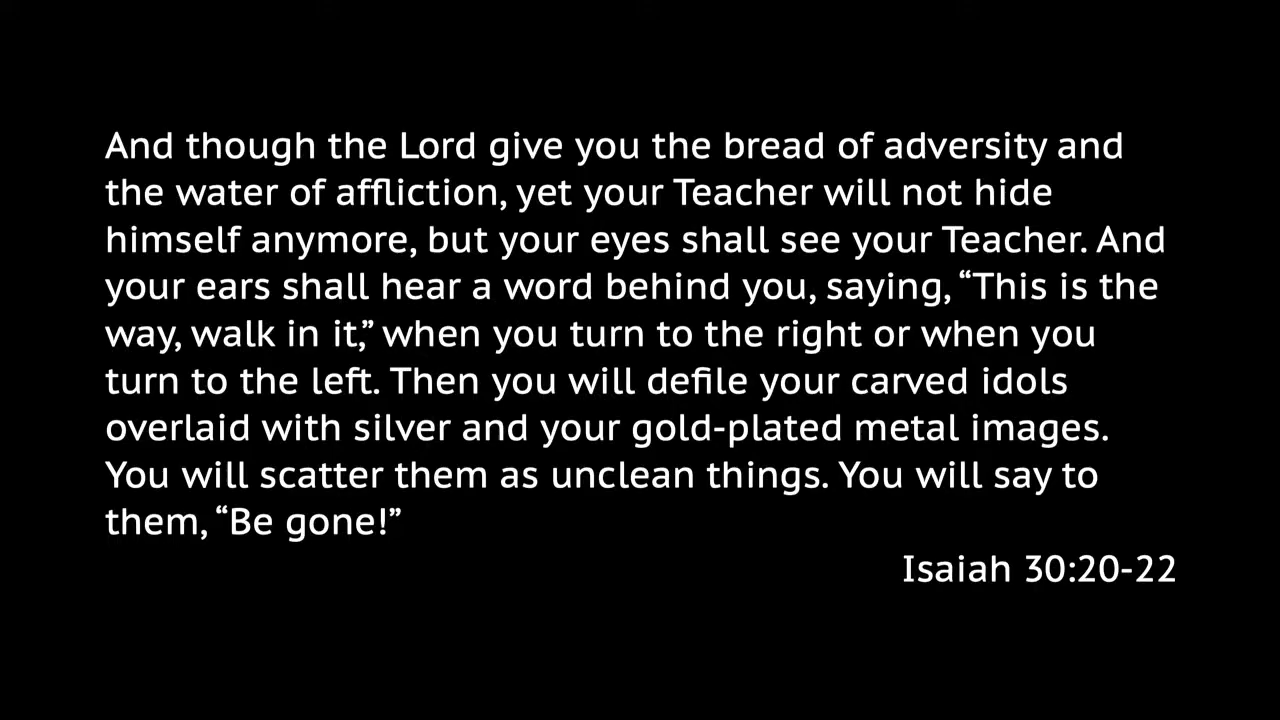 And though the Lord give you the bread of adversity and
the water of affliction, yet your Teacher will not hide
himself anymore, but your eyes shall see your Teacher. And
your ears shall hear a word behind you, saying, “This is the
way, walk in it,” when you turn to the right or when you
turn to the left. Then you will defile your carved idols
overlaid with silver and your gold-plated metal images.
You will scatter them as unclean things. You will say to
them, “Be gone!”
Isaiah 30:20-22